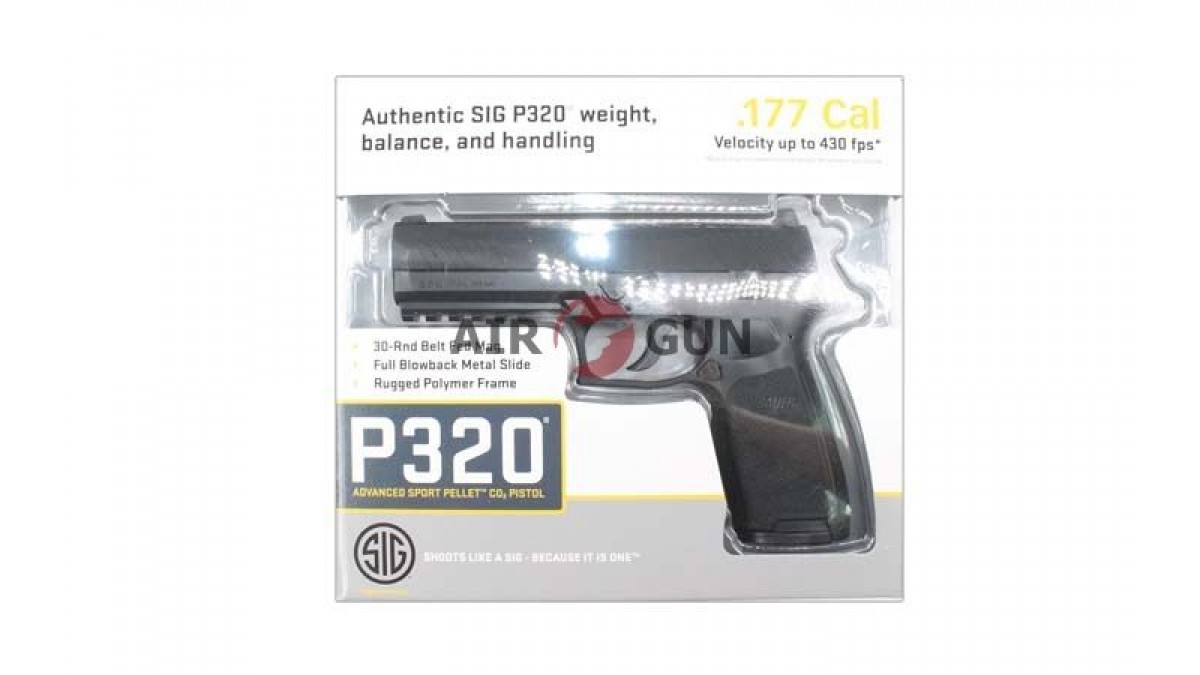 Authentic SIG P320® weight,
balance, and handling
.177 Cal
Velocity up to 430 fps*
AIR GUN
30-Rnd Belt Fed Mag
Full Blowback Metal Slide
Rugged Polymer Frame
P320®
ADVANCED SPORT PELLET™ CO₂ PISTOL
SIG
SHOOTS LIKE A SIG - BECAUSE IT IS ONE™